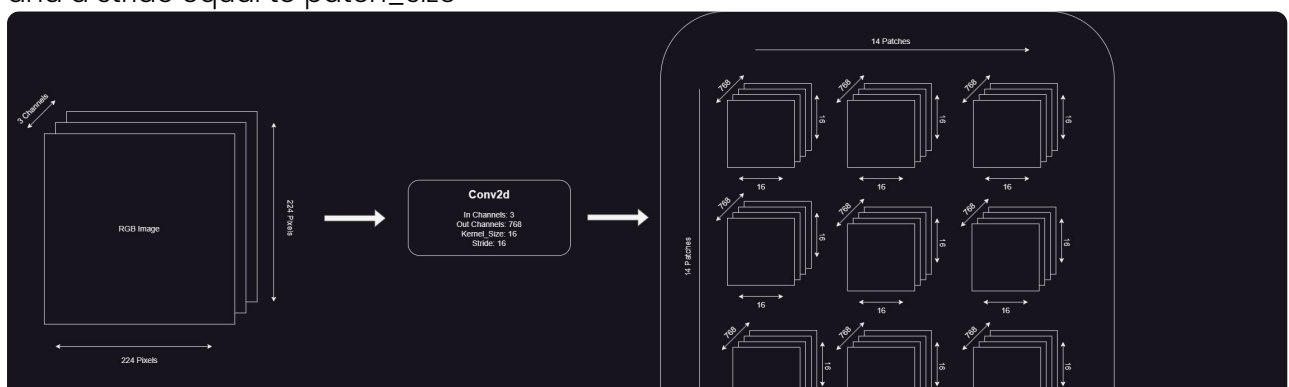 and a stride equal to patch_size
14 Patches
3 Channels
224 Pixels
RGB Image
224 Pixels
Conv2d
In Channels: 3
Out Channels: 768
Kernel_Size: 16
Stride: 16
14 Patches
768
16
16
768
16
16
768
16
16
768
16
16
768
16
16
768
16
16
768
16
768
16
768
16